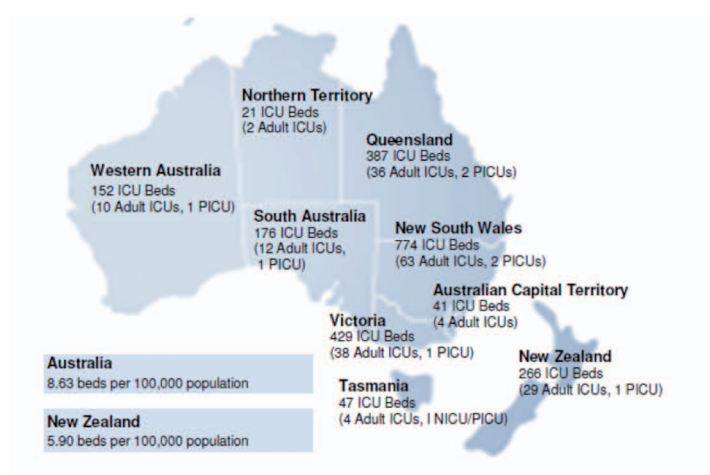 Northern Territory
21 ICU Beds
(2 Adult ICUs)
Queensland
387 ICU Beds
(36 Adult ICUs, 2 PICUs)
Western Australia
152 ICU Beds
(10 Adult ICUs, 1 PICU)
South Australia
176 ICU Beds
(12 Adult ICUs,
1 PICU)
New South Wales
774 ICU Beds
(63 Adult ICUs, 2 PICUs)
Australian Capital Territory
41 ICU Beds
(4 Adult ICUs)
Victoria
429 ICU Beds
(38 Adult ICUs, 1 PICU)
New Zealand
266 ICU Beds
(29 Adult ICUs, 1 PICU)
Tasmania
47 ICU Beds
(4 Adult ICUs, I NICU/PICU)
Australia
8.63 beds per 100,000 population
New Zealand
5.90 beds per 100,000 population